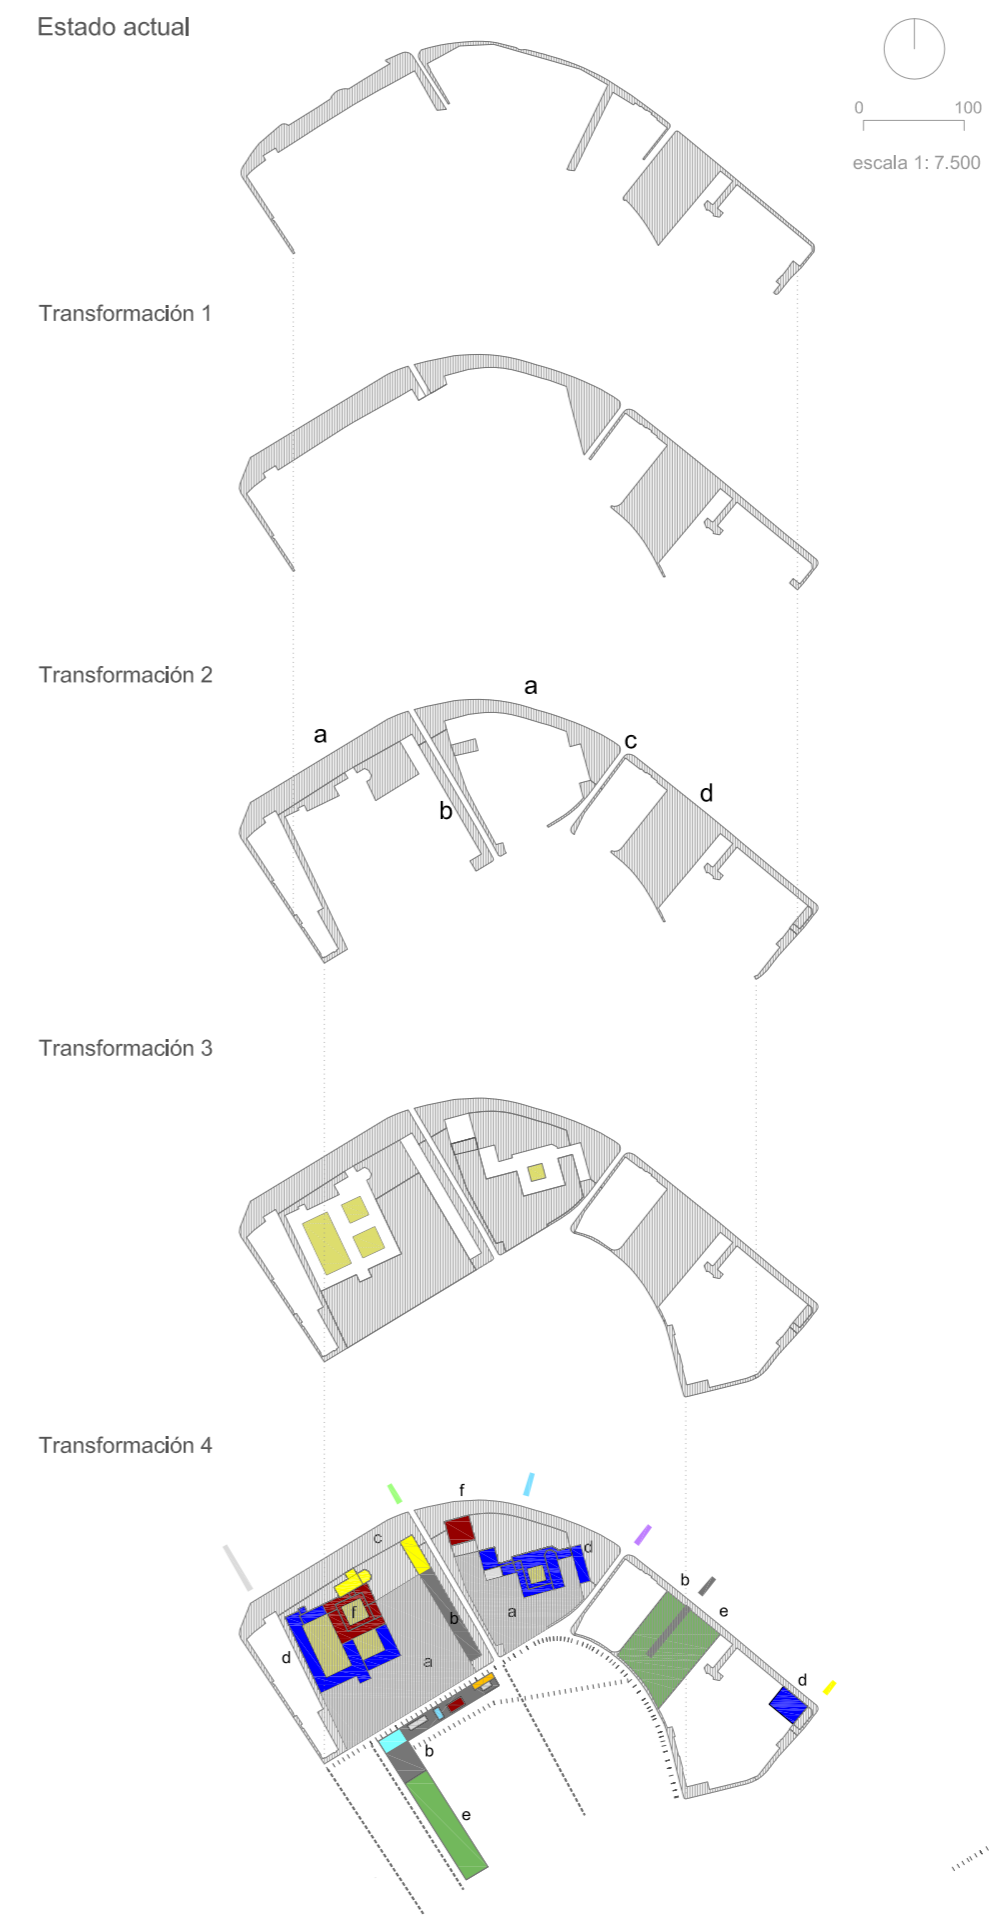 Estado actual
0 100
escala 1: 7.500
Transformación 1
Transformación 2
a
a
c
b
d
Transformación 3
Transformación 4
f
c
d
b
e
f
b
a
d
a
d
b
e